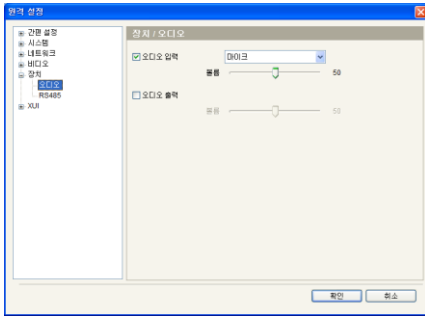 원격 설정
간편 설정
시스템
네트워크
비디오
장치
오디오
RS485
XUI
장치 / 오디오
오디오 입력 마이크
볼륨 50
오디오 출력
볼륨 50
확인 취소